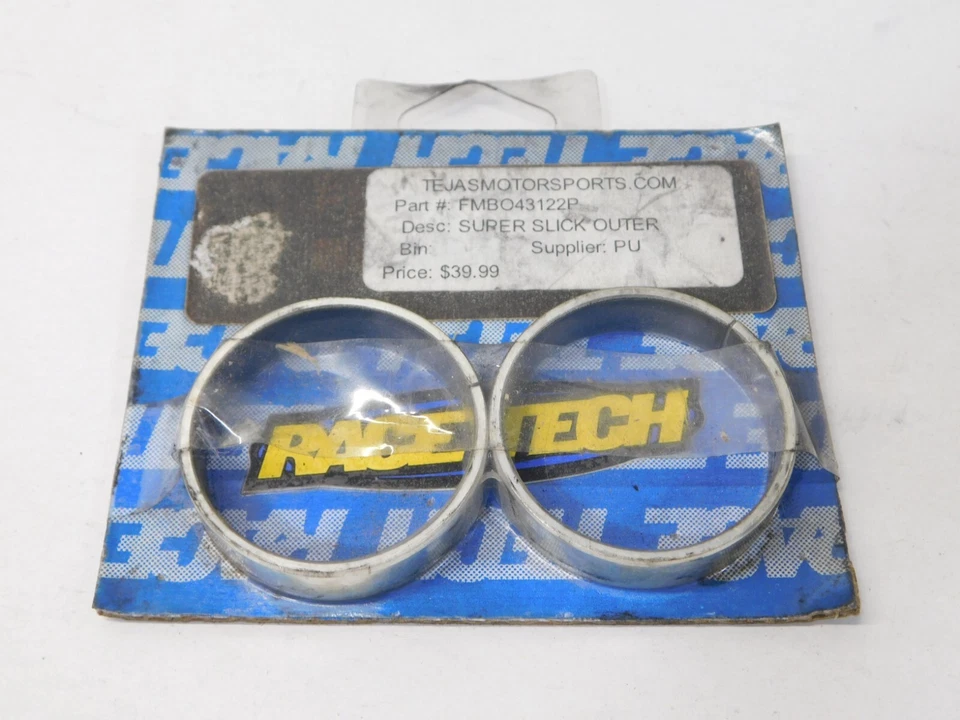 TEJASMOTORSPORTS.COM
Part #: FMBO43122P
Desc: SURER SLICK OUTER
Bin: Supplier: PU
Price: $39.99
RACE TECH